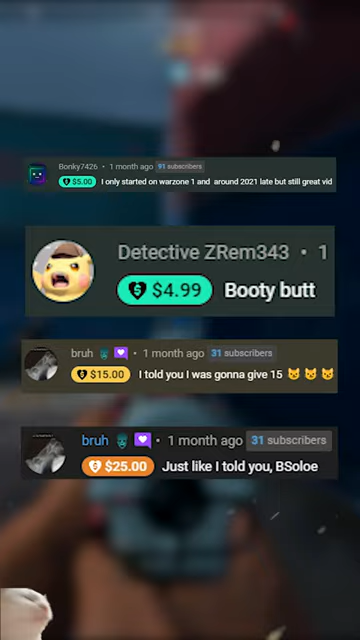 Bonky7426 • 1 month ago 91 subscribers
$5.00 I only started on warzone 1 and around 2021 late but still great vid
Detective ZRem343 • 1
$4.99 Booty butt
bruh • 1 month ago 31 subscribers
$15.00 I told you I was gonna give 15 😼 😼 😼
bruh • 1 month ago 31 subscribers
$25.00 Just like I told you, BSoloe